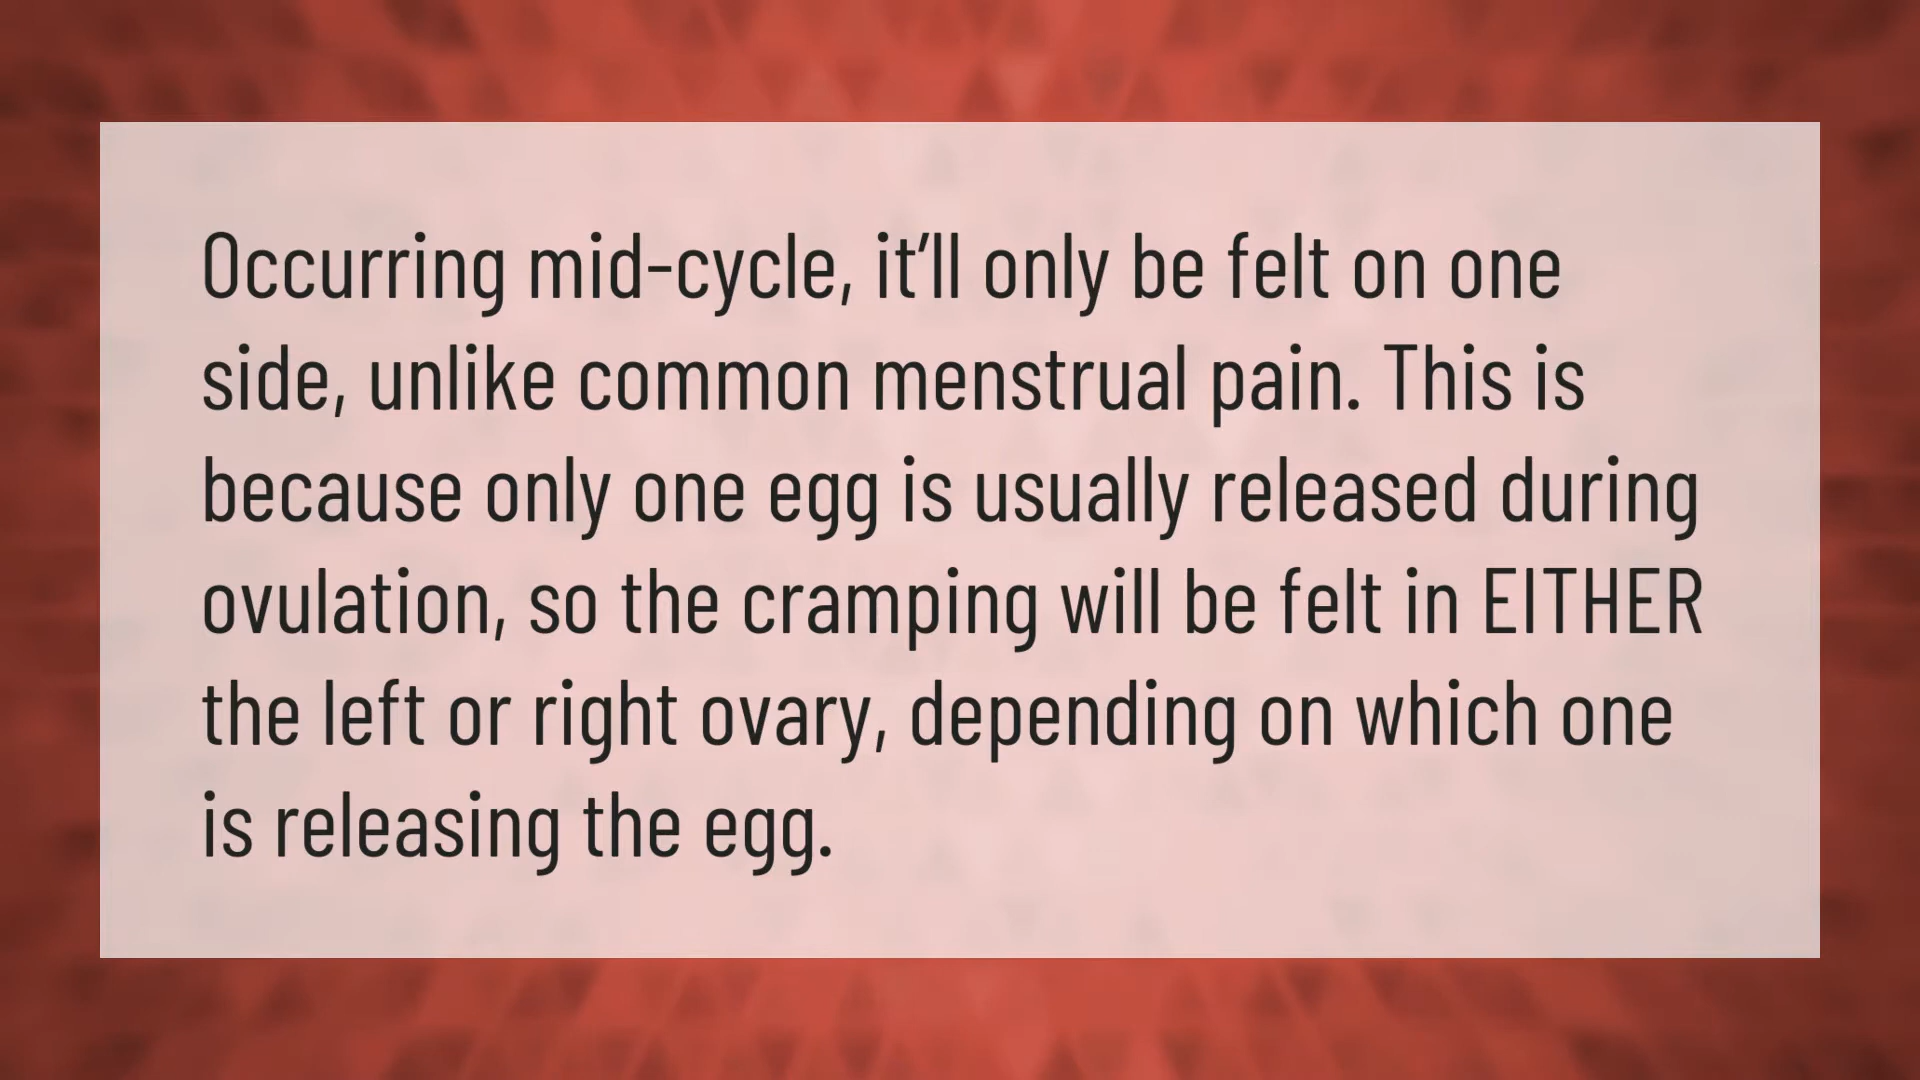 Occurring mid-cycle, it’ll only be felt on one
side, unlike common menstrual pain. This is
because only one egg is usually released during
ovulation, so the cramping will be felt in EITHER
the left or right ovary, depending on which one
is releasing the egg.